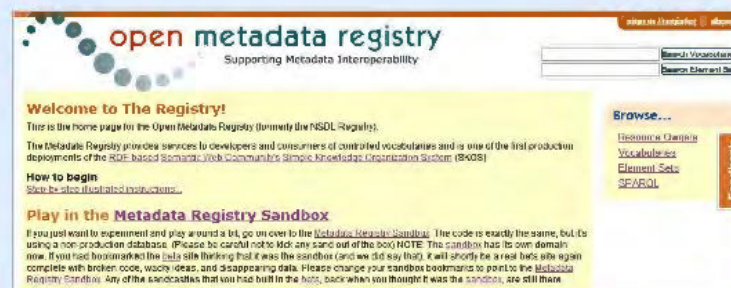 open metadata registry
Supporting Metadata Interoperability
Search Vocabular
Search Element Se
Welcome to The Registry!
This is the home page for the Open Metadata Registry (formerly the NSDL Registry).
The Metadata Registry provides services to developers and consumers of controlled vocabularies and is one of the first production
deployments of the RDF-based Semantic Web Community's Simple Knowledge Organization System (SKOS)
How to begin
Step-by-step illustrated instructions...
Play in the Metadata Registry Sandbox
If you just want to experiment and play around a bit, go on over to the Metadata Registry Sandbox. The code is exactly the same, but it's
using a non-production database. (Please be careful not to kick any sand out of the box) NOTE: The sandbox has its own domain
now. If you had bookmarked the beta site thinking that it was the sandbox (and we did say that), it will shortly be a real beta site again
complete with broken code, wacky ideas, and disappearing data. Please change your sandbox bookmarks to point to the Metadata
Registry Sandbox. Any of the sandcastles that you had built in the beta, back when you thought it was the sandbox, are still there
Browse...
Resource Owners
Vocabularies
Element Sets
SPARQL